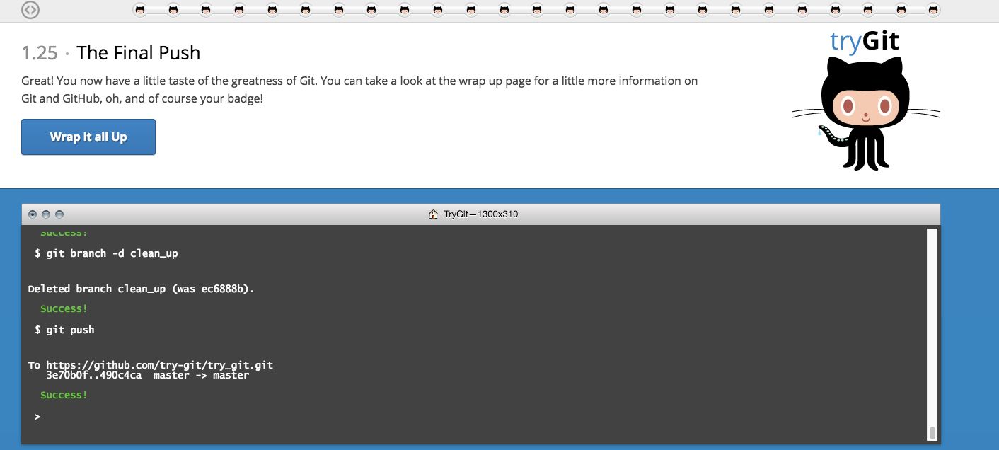 1.25 · The Final Push
tryGit
Great! You now have a little taste of the greatness of Git. You can take a look at the wrap up page for a little more information on
Git and GitHub, oh, and of course your badge!
Wrap it all Up
TryGit—1300x310
Success!
$ git branch -d clean_up
Deleted branch clean_up (was ec6888b).
Success!
$ git push
To https://github.com/try-git/try_git.git
3e70b0f..490c4ca  master -> master
Success!
>